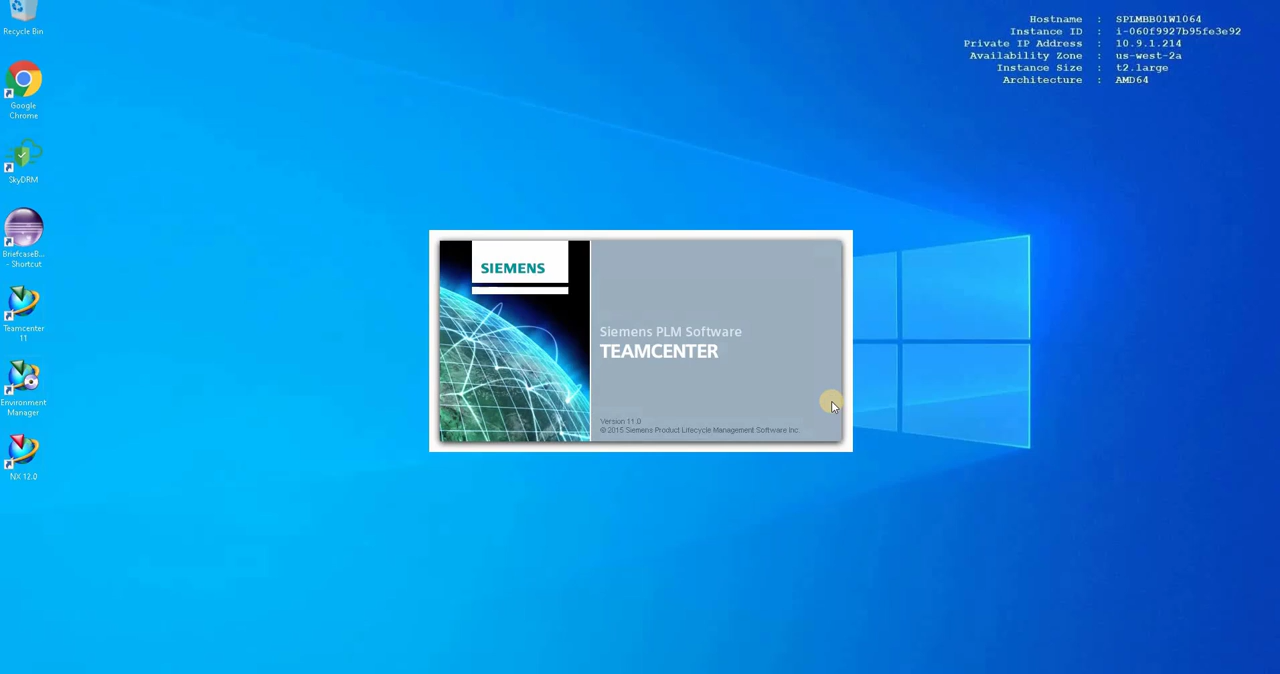 Recycle Bin
Google
Chrome
SkyDRM
BriefcaseB...
- Shortcut
Teamcenter
11
Environment
Manager
NX 12.0
Hostname : SPLMBB01W1064
Instance ID : i-060f9927b95fe3e92
Private IP Address : 10.9.1.214
Availability Zone : us-west-2a
Instance Size : t2.large
Architecture : AMD64
SIEMENS
Siemens PLM Software
TEAMCENTER
Version 11.0
© 2015 Siemens Product Lifecycle Management Software Inc.